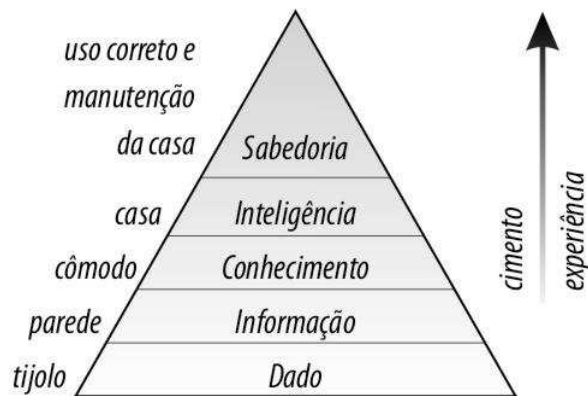 uso correto e
manutenção
da casa
Sabedoria
casa
Inteligência
cômodo
Conhecimento
parede
Informação
tijolo
Dado
cimento
experiência